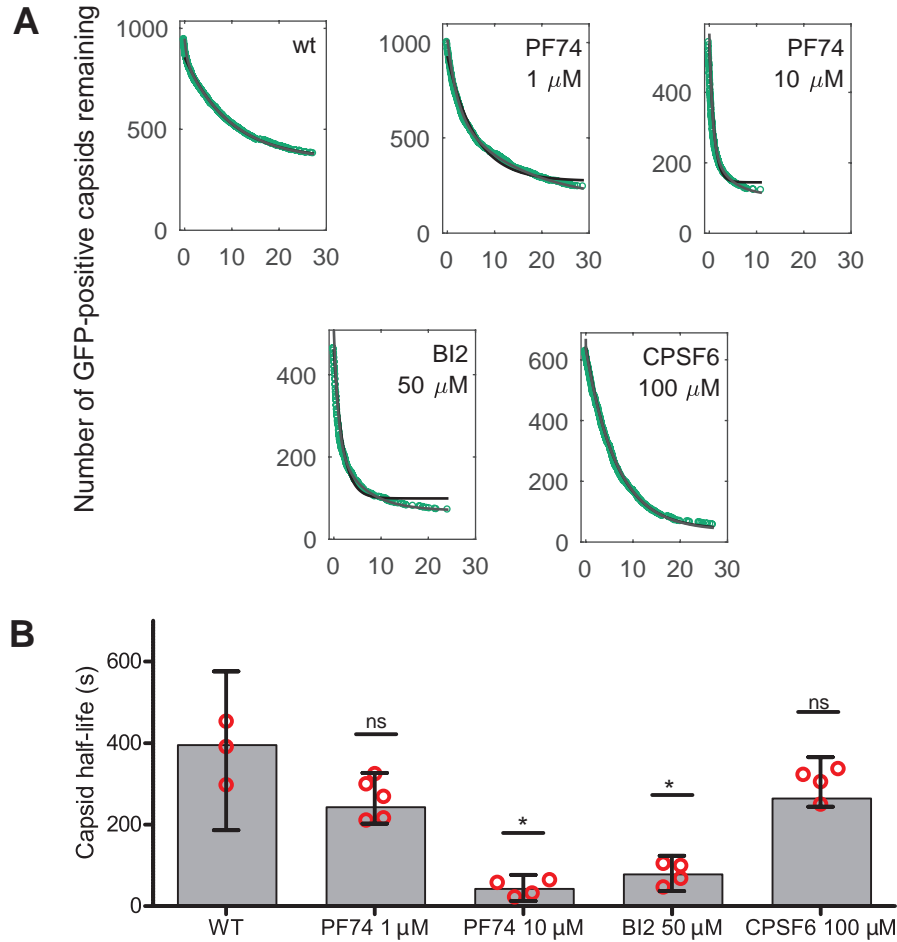 A
Number of GFP-positive capsids remaining
1000
500
0
0 10 20 30
wt
1000
500
0
0 10 20 30
PF74
1 μM
400
200
0
0 10 20 30
PF74
10 μM
400
200
0
0 10 20 30
BI2
50 μM
600
400
200
0
0 10 20 30
CPSF6
100 μM
B
Capsid half-life (s)
600
400
200
0
ns
*
*
ns
WT PF74 1 μM PF74 10 μM BI2 50 μM CPSF6 100 μM